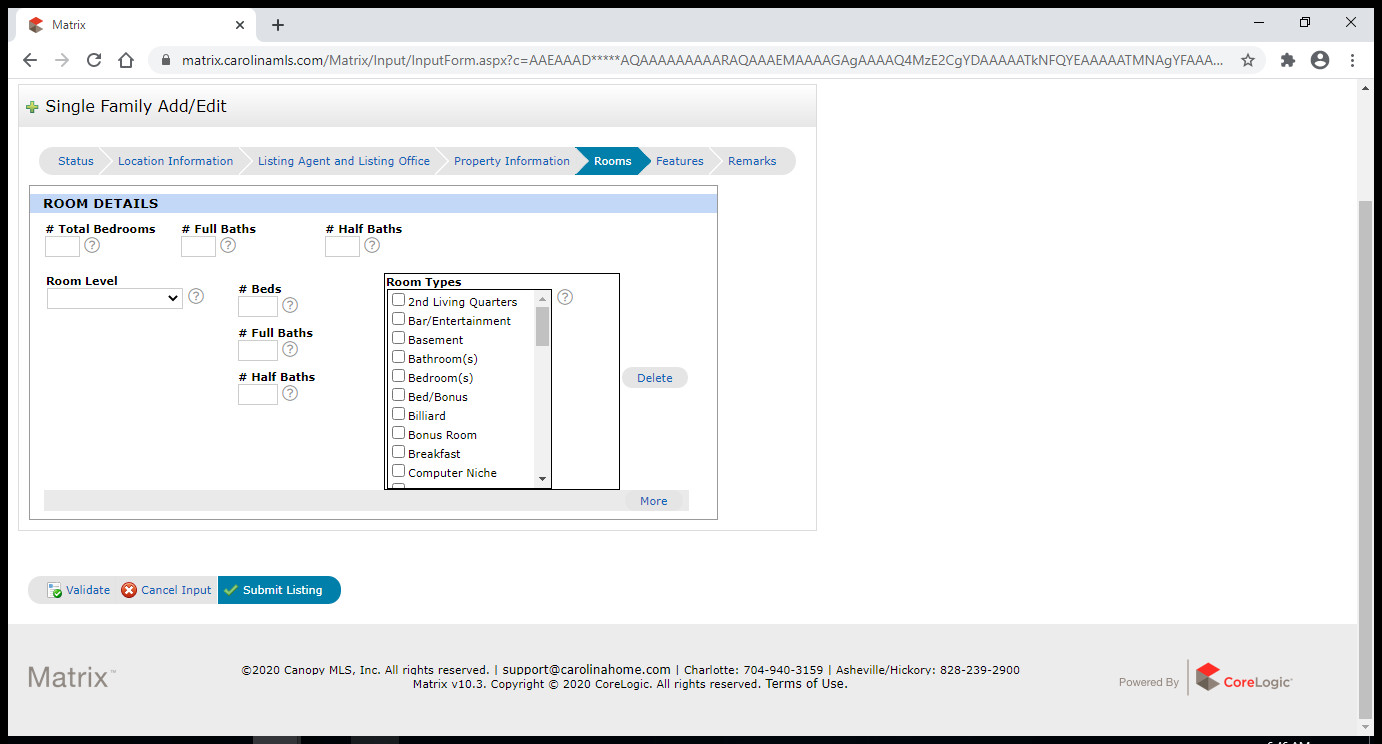 Matrix
matrix.carolinamls.com/Matrix/Input/InputForm.aspx?c=AAEAAAD*****AQAAAAAAAAARAQAAAEMAAAAGAgAAAAQ4MzE2CgYDAAAAATkNFQYEAAAAATMNAgYFAAA...
Single Family Add/Edit
Status Location Information Listing Agent and Listing Office Property Information Rooms Features Remarks
ROOM DETAILS
# Total Bedrooms # Full Baths # Half Baths
Room Level
# Beds
# Full Baths
# Half Baths
Room Types
2nd Living Quarters
Bar/Entertainment
Basement
Bathroom(s)
Bedroom(s)
Bed/Bonus
Billiard
Bonus Room
Breakfast
Computer Niche
Delete
More
Validate Cancel Input Submit Listing
Matrix™
©2020 Canopy MLS, Inc. All rights reserved. | support@carolinahome.com | Charlotte: 704-940-3159 | Asheville/Hickory: 828-239-2900
Matrix v10.3. Copyright © 2020 CoreLogic. All rights reserved. Terms of Use.
Powered By CoreLogic